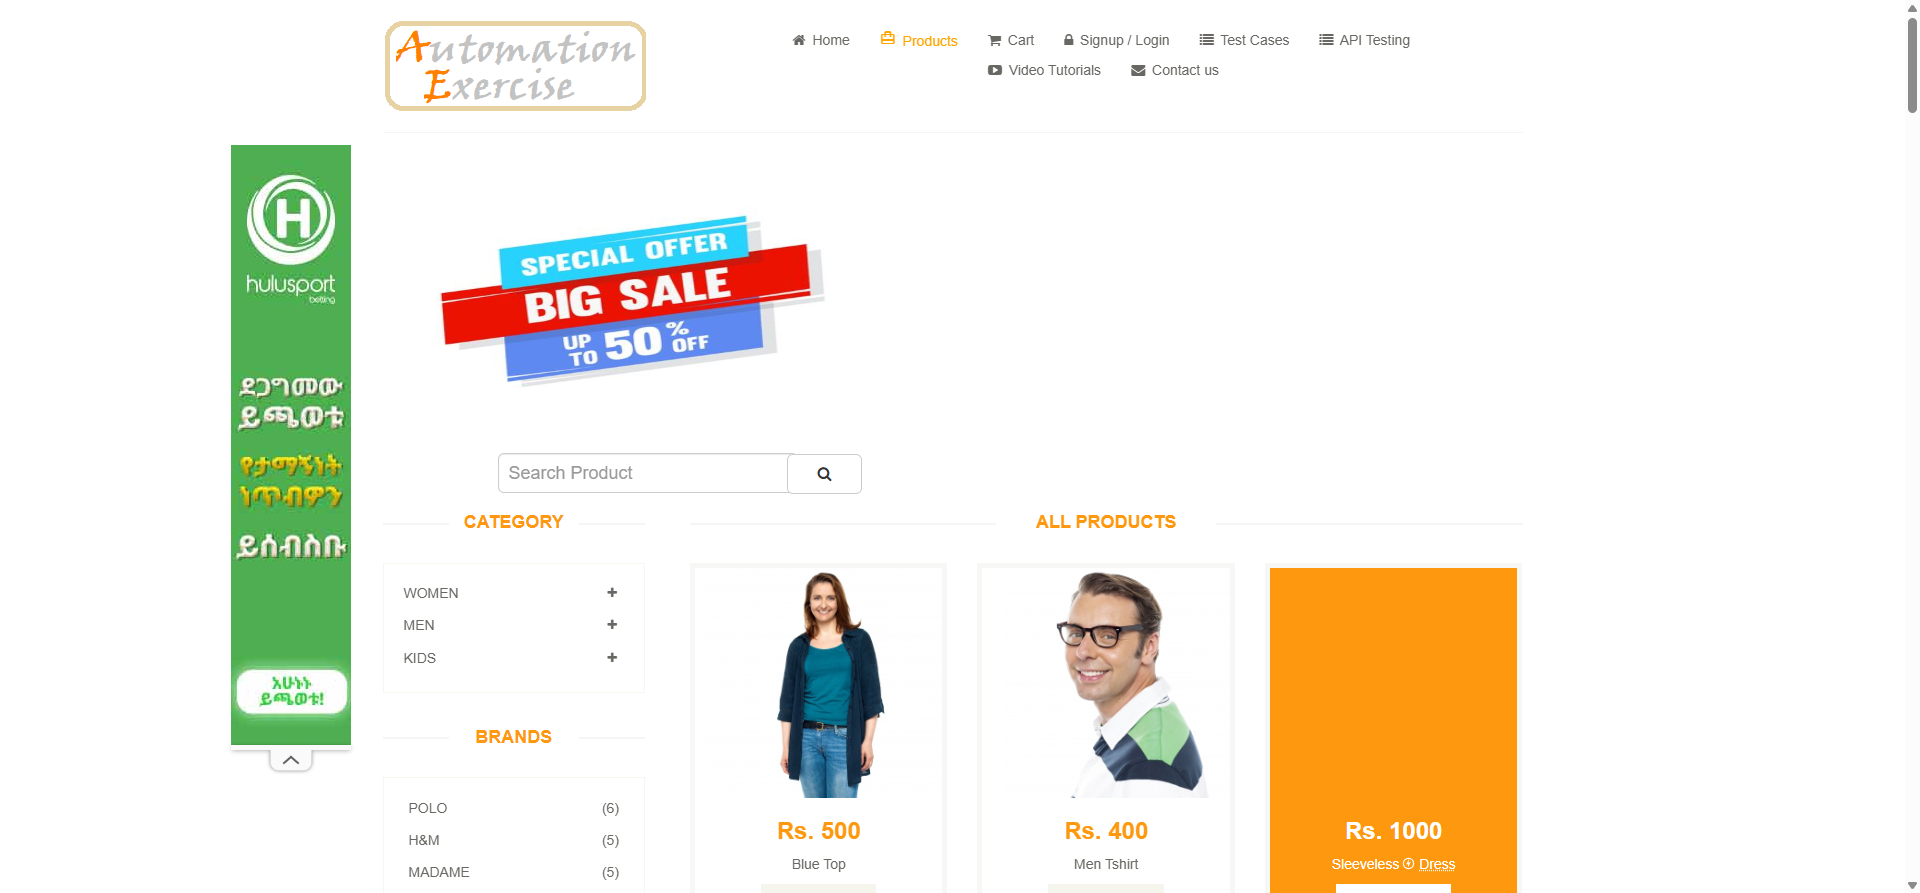 Automation
Exercise
Home
Products
Cart
Signup / Login
Test Cases
API Testing
Video Tutorials
Contact us
H
hulusport
betting
ደጋግመው
ይጫወቱ
የታማኝነት
ነጥብዎን
ይሰብስቡ
አሁኑኑ
ይጫወቱ!
SPECIAL OFFER
BIG SALE
UP TO 50% OFF
Search Product
CATEGORY
WOMEN
MEN
KIDS
BRANDS
POLO (6)
H&M (5)
MADAME (5)
ALL PRODUCTS
Rs. 500
Blue Top
Rs. 400
Men Tshirt
Rs. 1000
Sleeveless Dress